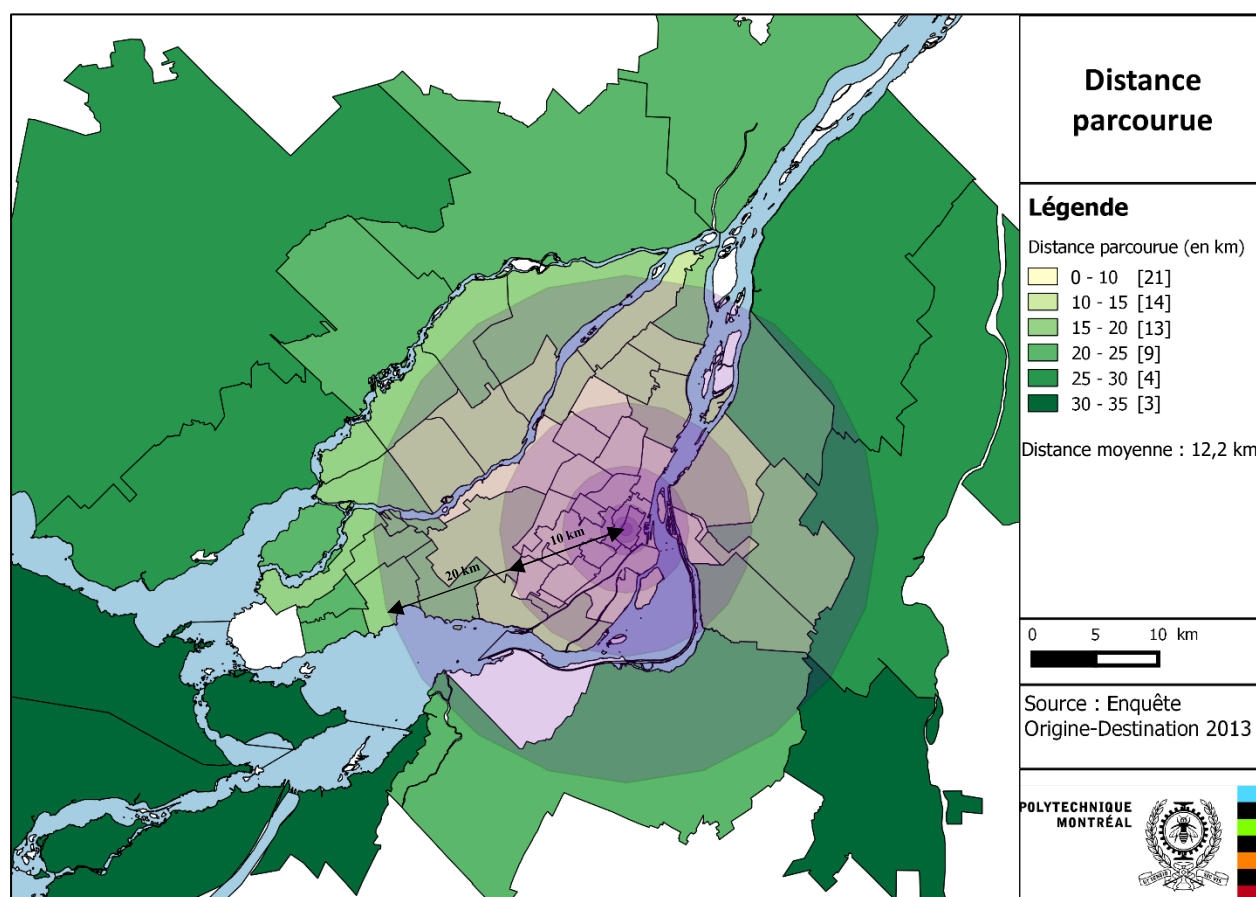 Distance
parcourue
Légende
Distance parcourue (en km)
0 - 10 [21]
10 - 15 [14]
15 - 20 [13]
20 - 25 [9]
25 - 30 [4]
30 - 35 [3]
Distance moyenne : 12,2 km
10 km
20 km
0 5 10 km
Source : Enquête
Origine-Destination 2013
POLYTECHNIQUE
MONTRÉAL